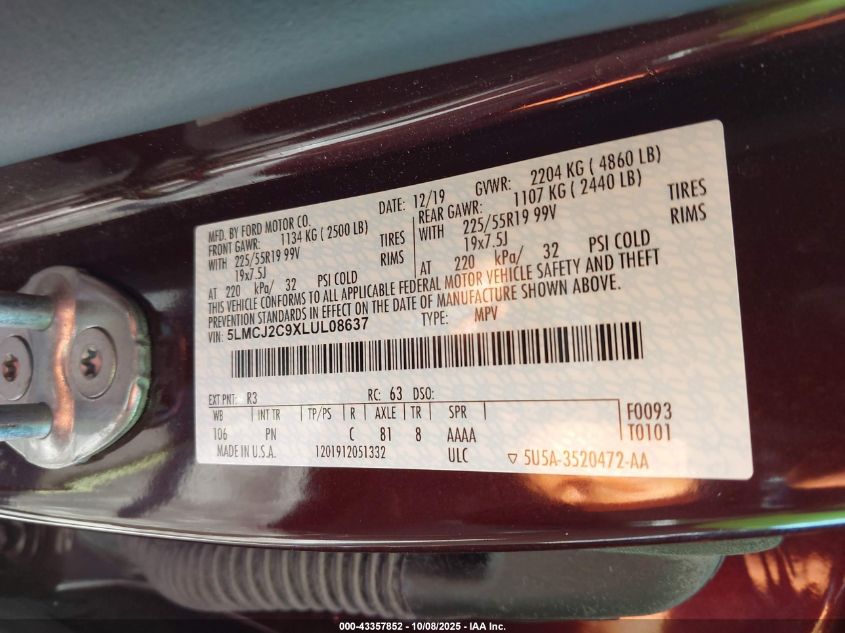 MFD. BY FORD MOTOR CO.
DATE: 12/19 GVWR: 2204 KG ( 4860 LB)
FRONT GAWR: 1134 KG ( 2500 LB)
REAR GAWR: 1107 KG ( 2440 LB)
WITH 225/55R19 99V TIRES
WITH 225/55R19 99V TIRES
19x7.5J RIMS
19x7.5J RIMS
AT 220 kPa/ 32 PSI COLD
AT 220 kPa/ 32 PSI COLD
THIS VEHICLE CONFORMS TO ALL APPLICABLE FEDERAL MOTOR VEHICLE SAFETY AND THEFT
PREVENTION STANDARDS IN EFFECT ON THE DATE OF MANUFACTURE SHOWN ABOVE.
VIN: 5LMCJ2C9XLUL08637 TYPE: MPV
EXT PNT: R3 RC: 63 DSO:
WB INT TR TP/PS R AXLE TR SPR F0093
106 PN C 81 8 AAAA T0101
MADE IN U.S.A. 1201912051332 ULC ▽ 5U5A-3520472-AA
000-43357852 - 10/08/2025 - IAA Inc.